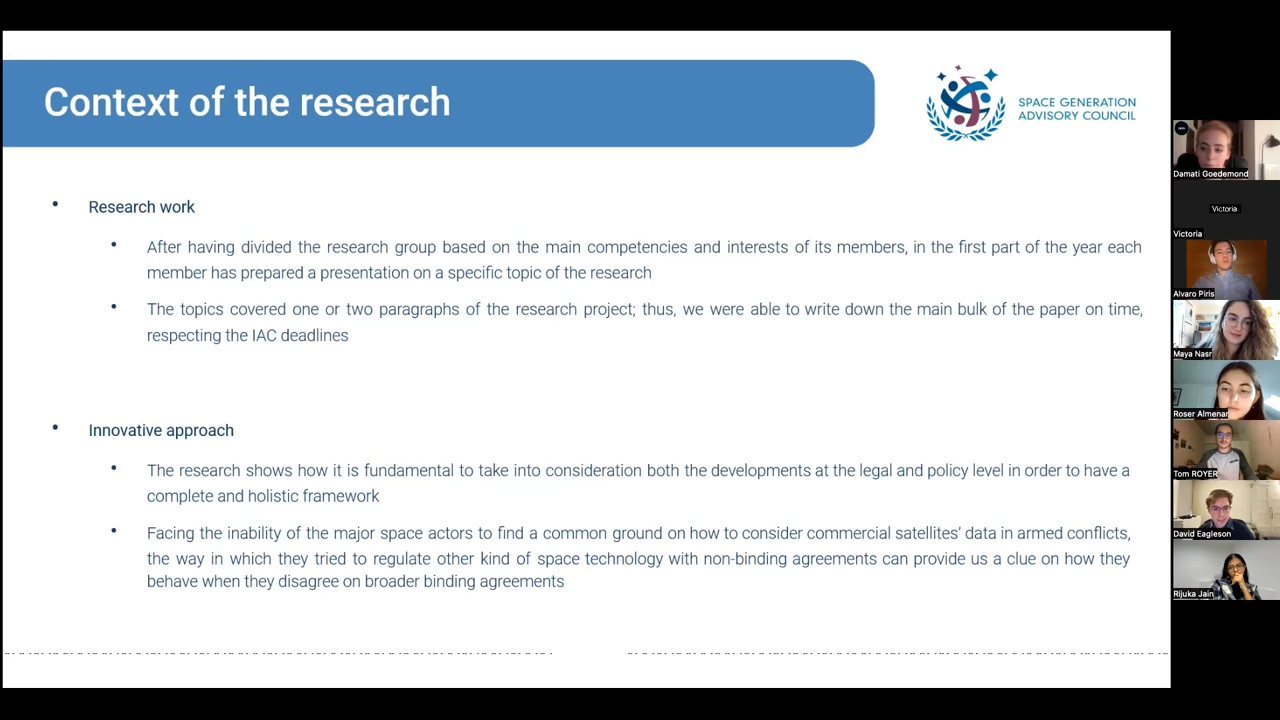 Context of the research
SPACE GENERATION
ADVISORY COUNCIL
• Research work
• After having divided the research group based on the main competencies and interests of its members, in the first part of the year each
member has prepared a presentation on a specific topic of the research
• The topics covered one or two paragraphs of the research project; thus, we were able to write down the main bulk of the paper on time,
respecting the IAC deadlines
• Innovative approach
• The research shows how it is fundamental to take into consideration both the developments at the legal and policy level in order to have a
complete and holistic framework
• Facing the inability of the major space actors to find a common ground on how to consider commercial satellites' data in armed conflicts,
the way in which they tried to regulate other kind of space technology with non-binding agreements can provide us a clue on how they
behave when they disagree on broader binding agreements
Damati Goedemond
Victoria
Victoria
Alvaro Piris
Maya Nasr
Roser Almenar
Tom ROYER
David Eagleson
Rijuka Jain